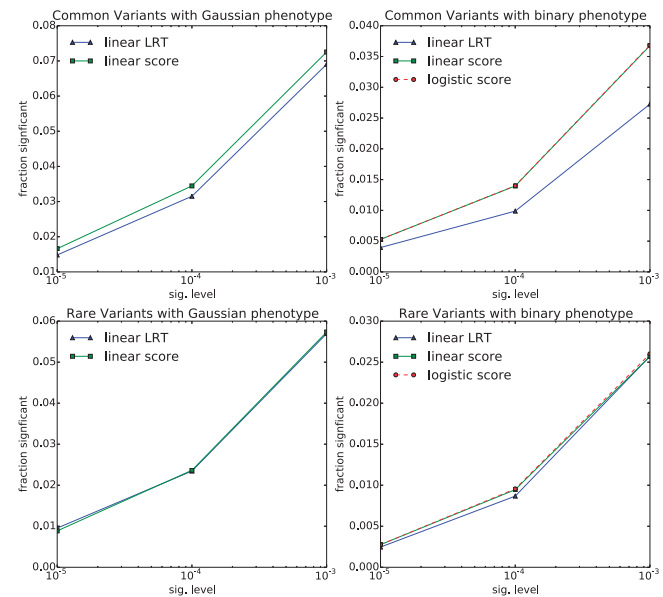 Common Variants with Gaussian phenotype
0.08
0.07
0.06
0.05
0.04
0.03
0.02
0.01
fraction signficant
linear LRT
linear score
10⁻⁵
10⁻⁴
10⁻³
sig. level
Common Variants with binary phenotype
0.040
0.035
0.030
0.025
0.020
0.015
0.010
0.005
0.000
fraction signficant
linear LRT
linear score
logistic score
10⁻⁵
10⁻⁴
10⁻³
sig. level
Rare Variants with Gaussian phenotype
0.06
0.05
0.04
0.03
0.02
0.01
0.00
fraction signficant
linear LRT
linear score
10⁻⁵
10⁻⁴
10⁻³
sig. level
Rare Variants with binary phenotype
0.030
0.025
0.020
0.015
0.010
0.005
0.000
fraction signficant
linear LRT
linear score
logistic score
10⁻⁵
10⁻⁴
10⁻³
sig. level